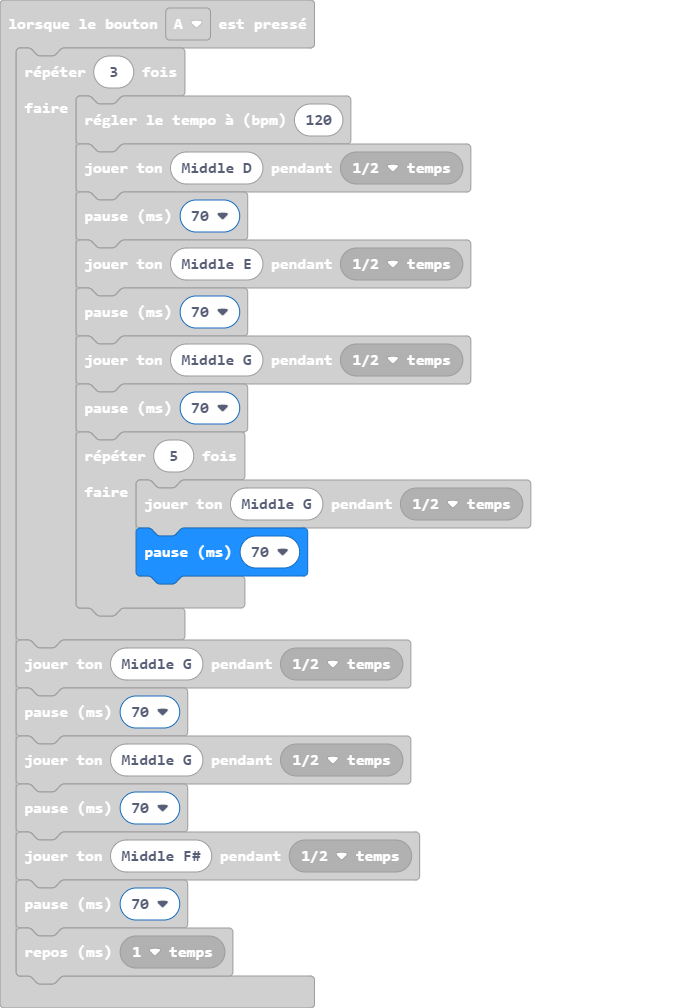 lorsque le bouton A est pressé
répéter 3 fois
faire
régler le tempo à (bpm) 120
jouer ton Middle D pendant 1/2 temps
pause (ms) 70
jouer ton Middle E pendant 1/2 temps
pause (ms) 70
jouer ton Middle G pendant 1/2 temps
pause (ms) 70
répéter 5 fois
faire
jouer ton Middle G pendant 1/2 temps
pause (ms) 70
jouer ton Middle G pendant 1/2 temps
pause (ms) 70
jouer ton Middle G pendant 1/2 temps
pause (ms) 70
jouer ton Middle F# pendant 1/2 temps
pause (ms) 70
repos (ms) 1 temps